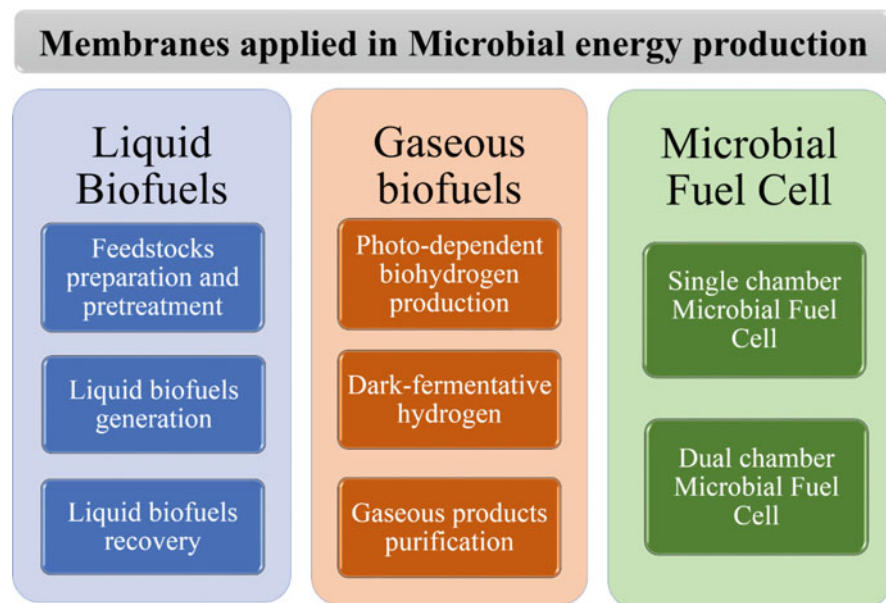 Membranes applied in Microbial energy production
Liquid
Biofuels
Feedstocks
preparation and
pretreatment
Liquid biofuels
generation
Liquid biofuels
recovery
Gaseous
biofuels
Photo-dependent
biohydrogen
production
Dark-fermentative
hydrogen
Gaseous products
purification
Microbial
Fuel Cell
Single chamber
Microbial Fuel
Cell
Dual chamber
Microbial Fuel
Cell